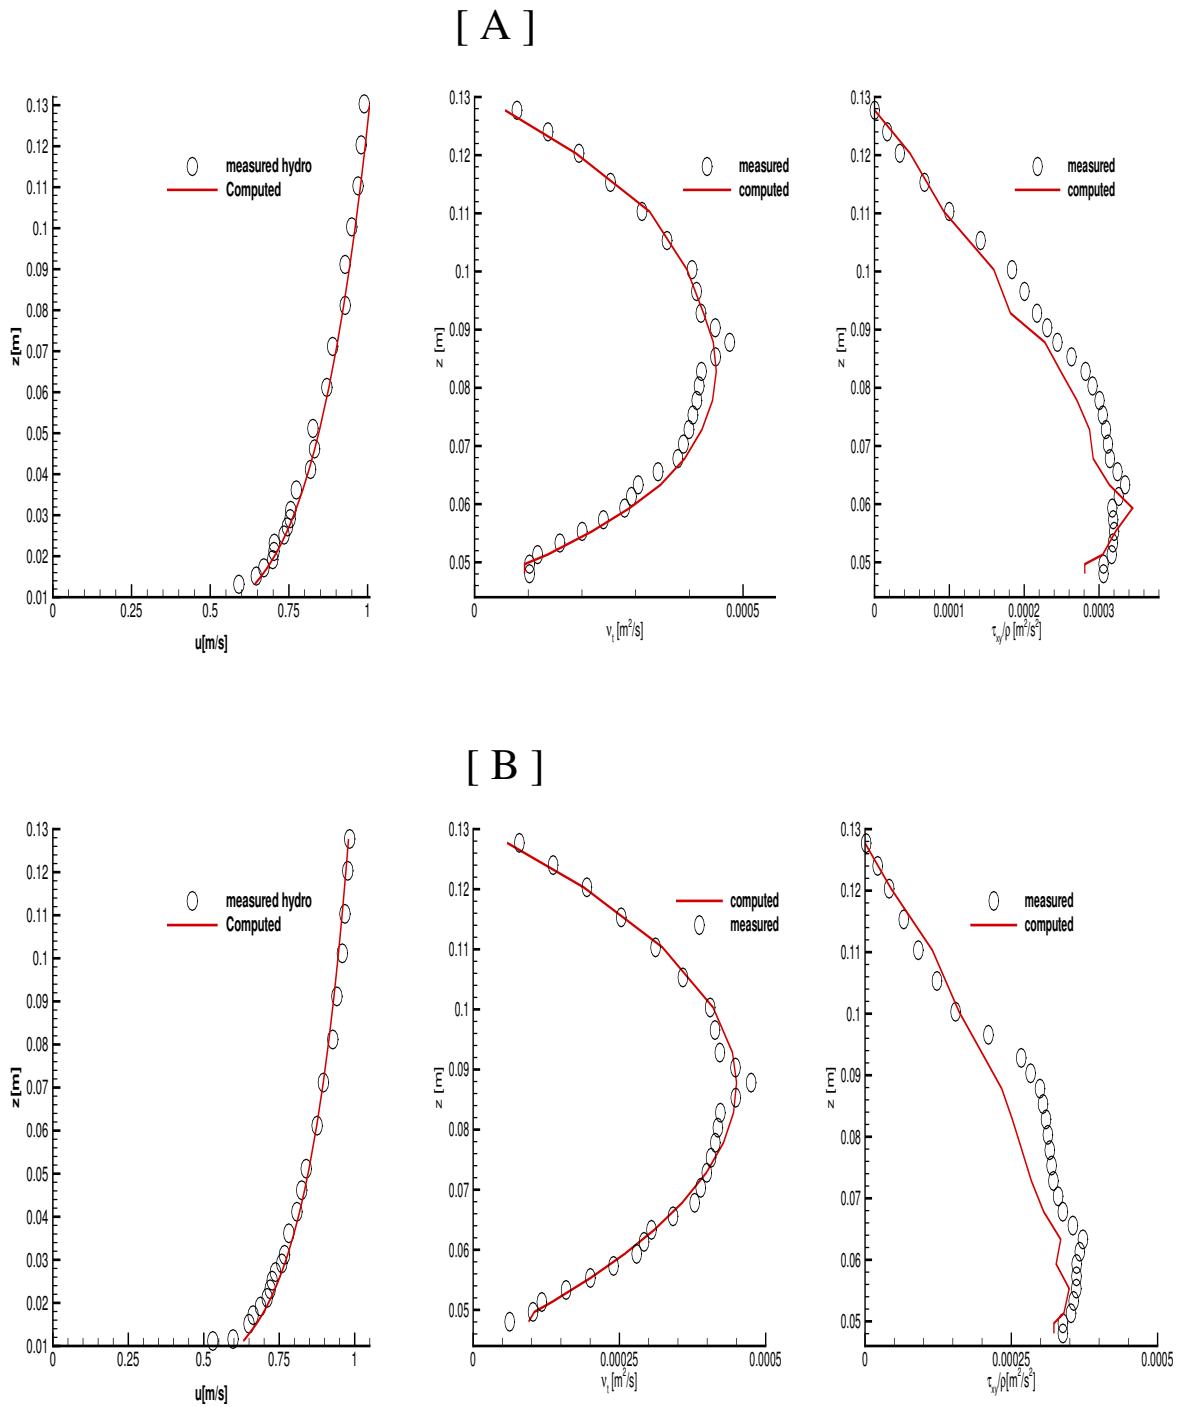 [ A ]
0.13
0.12
0.11
0.1
0.09
0.08
0.07
0.06
0.05
0.04
0.03
0.02
0.01
z[m]
measured hydro
Computed
0 0.25 0.5 0.75 1
u[m/s]
0.13
0.12
0.11
0.1
0.09
0.08
0.07
0.06
0.05
z [m]
measured
computed
0 0.0005
ν_t [m²/s]
0.13
0.12
0.11
0.1
0.09
0.08
0.07
0.06
0.05
z [m]
measured
computed
0 0.0001 0.0002 0.0003
τ_xy/ρ [m²/s²]
[ B ]
0.13
0.12
0.11
0.1
0.09
0.08
0.07
0.06
0.05
0.04
0.03
0.02
0.01
z[m]
measured hydro
Computed
0 0.25 0.5 0.75 1
u[m/s]
0.13
0.12
0.11
0.1
0.09
0.08
0.07
0.06
0.05
z [m]
computed
measured
0 0.00025 0.0005
ν_t [m²/s]
0.13
0.12
0.11
0.1
0.09
0.08
0.07
0.06
0.05
z [m]
measured
computed
0 0.00025 0.0005
τ_xy/ρ[m²/s²]